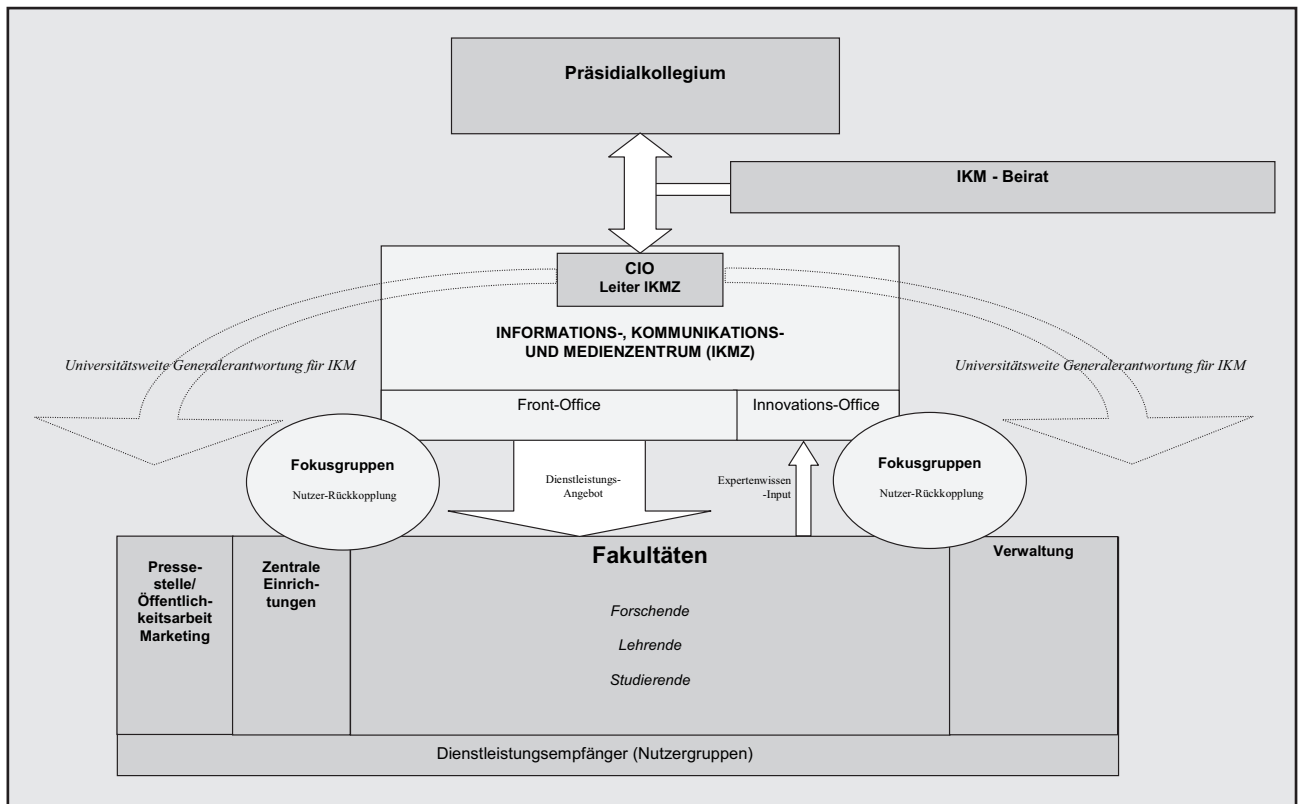 Präsidialkollegium
IKM - Beirat
CIO
Leiter IKMZ
INFORMATIONS-, KOMMUNIKATIONS-
UND MEDIENZENTRUM (IKMZ)
Universitätsweite Generalerantwortung für IKM
Universitätsweite Generalerantwortung für IKM
Front-Office
Innovations-Office
Fokusgruppen
Nutzer-Rückkopplung
Dienstleistungs-
Angebot
Expertenwissen
-Input
Fokusgruppen
Nutzer-Rückkopplung
Presse-
stelle/
Öffentlich-
keitsarbeit
Marketing
Zentrale
Einrich-
tungen
Fakultäten
Forschende
Lehrende
Studierende
Verwaltung
Dienstleistungsempfänger (Nutzergruppen)